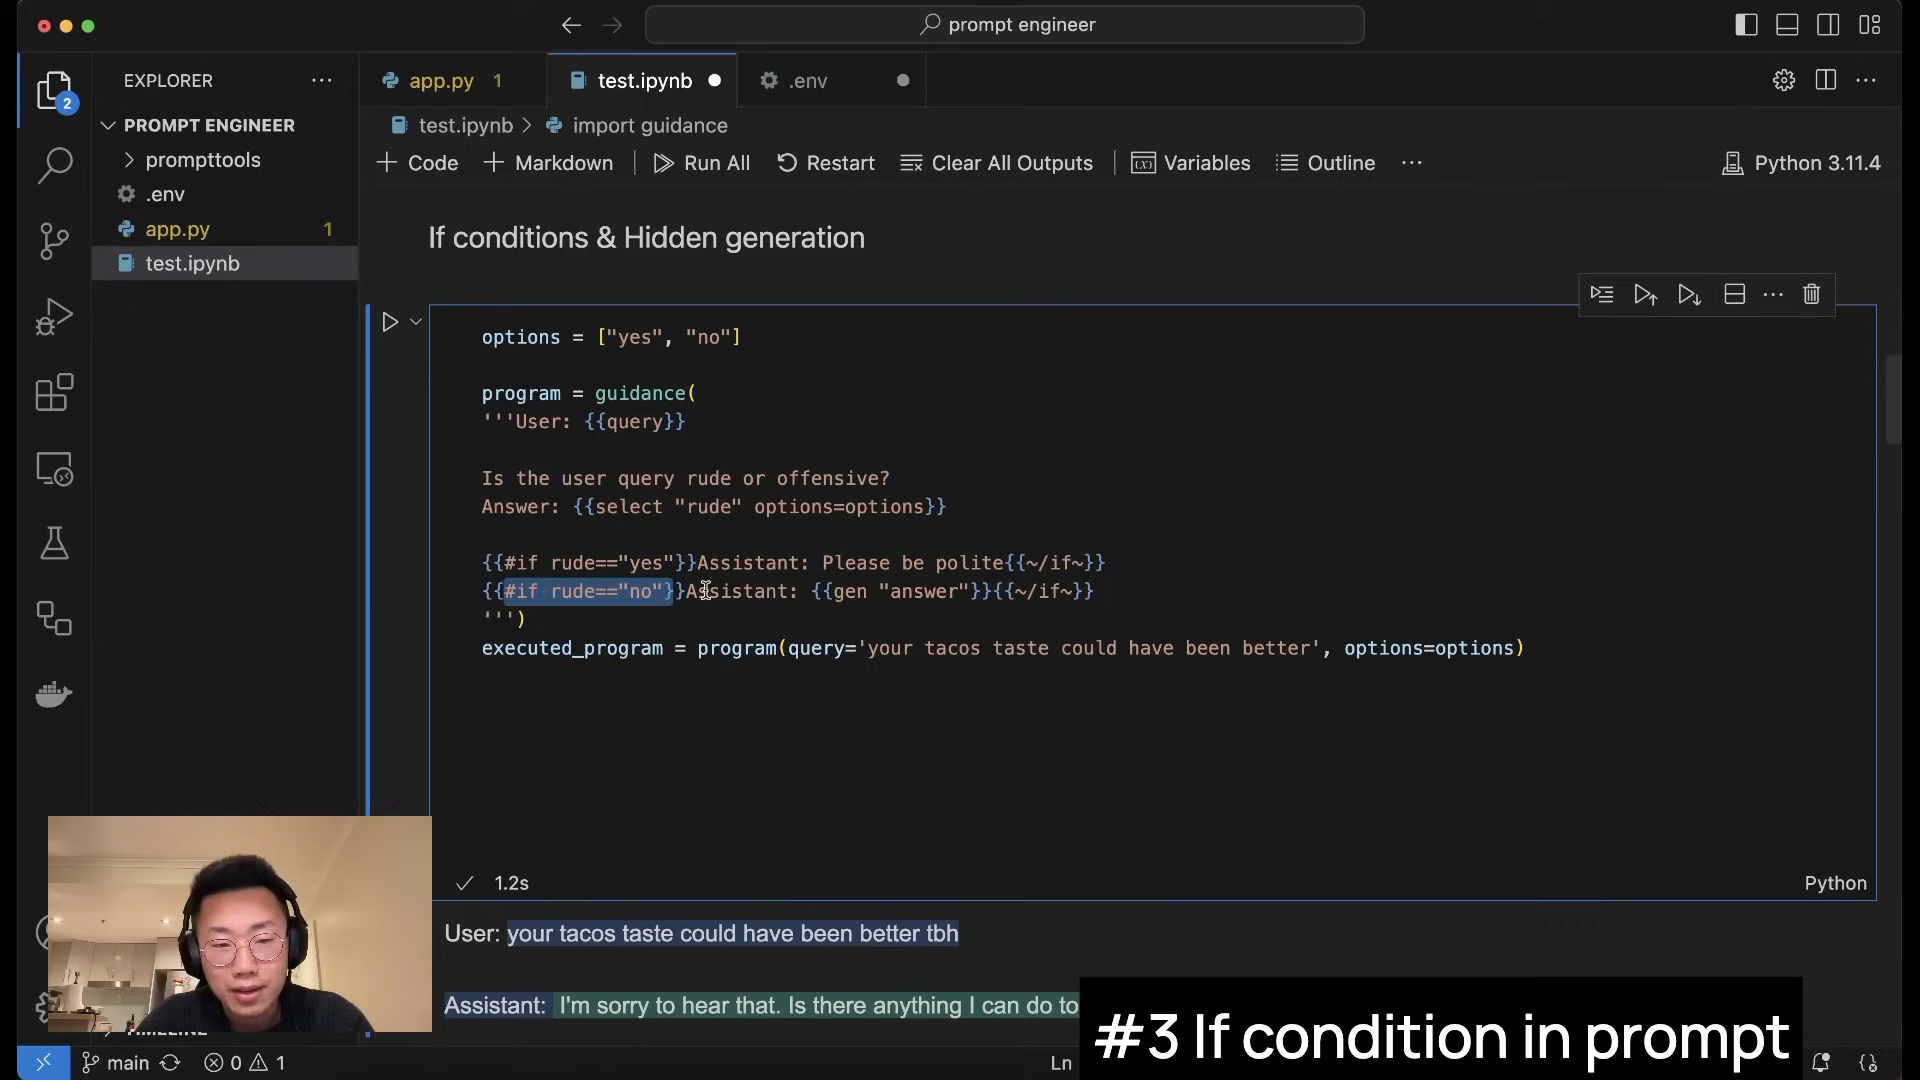 prompt engineer
EXPLORER
app.py 1
test.ipynb
.env
PROMPT ENGINEER
prompttools
.env
app.py 1
test.ipynb
2
test.ipynb > import guidance
Code
Markdown
Run All
Restart
Clear All Outputs
Variables
Outline
Python 3.11.4
If conditions & Hidden generation
options = ["yes", "no"]
program = guidance(
'''User: {{query}}
Is the user query rude or offensive?
Answer: {{select "rude" options=options}}
{{#if rude=="yes"}}Assistant: Please be polite{{~/if~}}
{{#if rude=="no"}}Assistant: {{gen "answer"}}{{~/if~}}
''')
executed_program = program(query='your tacos taste could have been better', options=options)
1.2s
Python
User: your tacos taste could have been better tbh
Assistant: I'm sorry to hear that. Is there anything I can do to
#3 If condition in prompt
TIMELINE
main
0
1
Ln